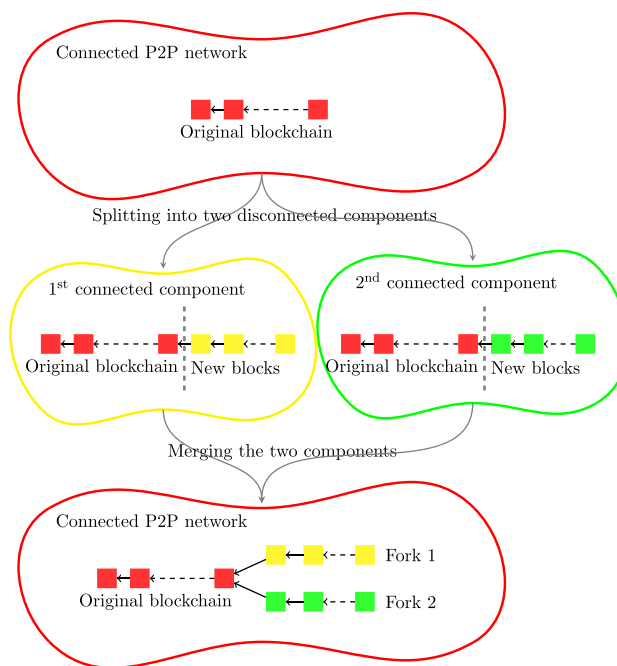 Connected P2P network
Original blockchain
Splitting into two disconnected components
1st connected component
2nd connected component
Original blockchain
New blocks
Original blockchain
New blocks
Merging the two components
Connected P2P network
Fork 1
Original blockchain
Fork 2